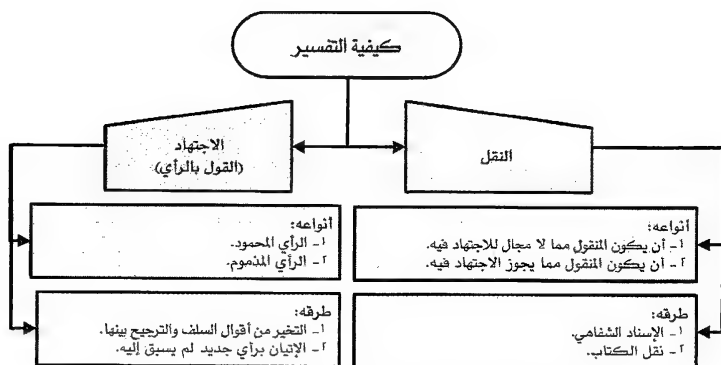 كيفية التفسير
النقل
الاجتهاد
(القول بالرأي)
أنواعه:
١- أن يكون المنقول مما لا مجال للاجتهاد فيه.
٢- أن يكون المنقول مما يجوز الاجتهاد فيه.
أنواعه:
١- الرأي المحمود.
٢- الرأي المذموم.
طرقه:
١- الإسناد الشفاهي.
٢- نقل الكتاب.
طرقه:
١- التخير من أقوال السلف والترجيح بينها.
٢- الإتيان برأي جديد لم يسبق إليه.